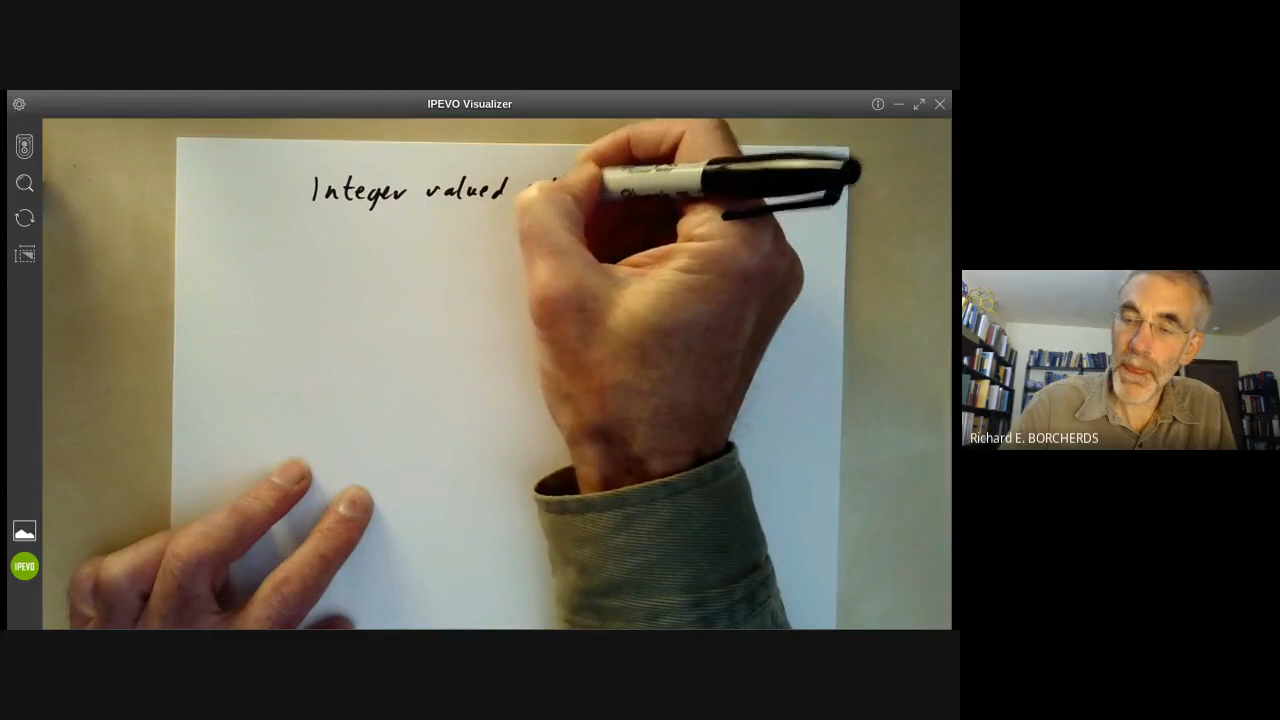 IPEVO Visualizer
Integer valued
IPEVO
Richard E. BORCHERDS